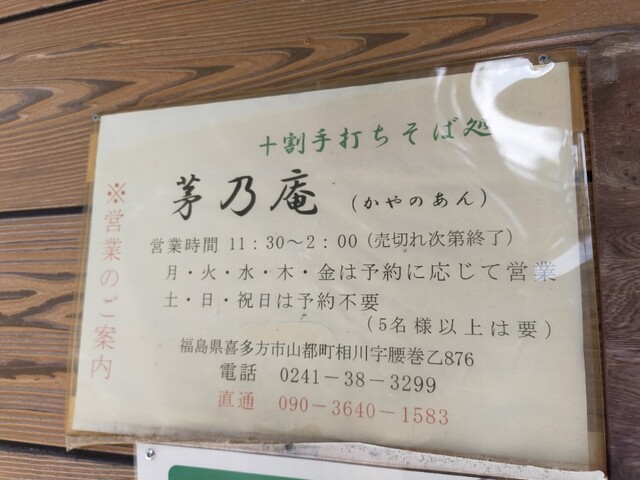 十割手打ちそば処
茅乃庵 (かやのあん)
※営業のご案内
営業時間 11：30～2：00 (売切れ次第終了)
月・火・水・木・金は予約に応じて営業
土・日・祝日は予約不要
(5名様以上は要)
福島県喜多方市山都町相川字腰巻乙876
電話 0241－38－3299
直通 090－3640－1583